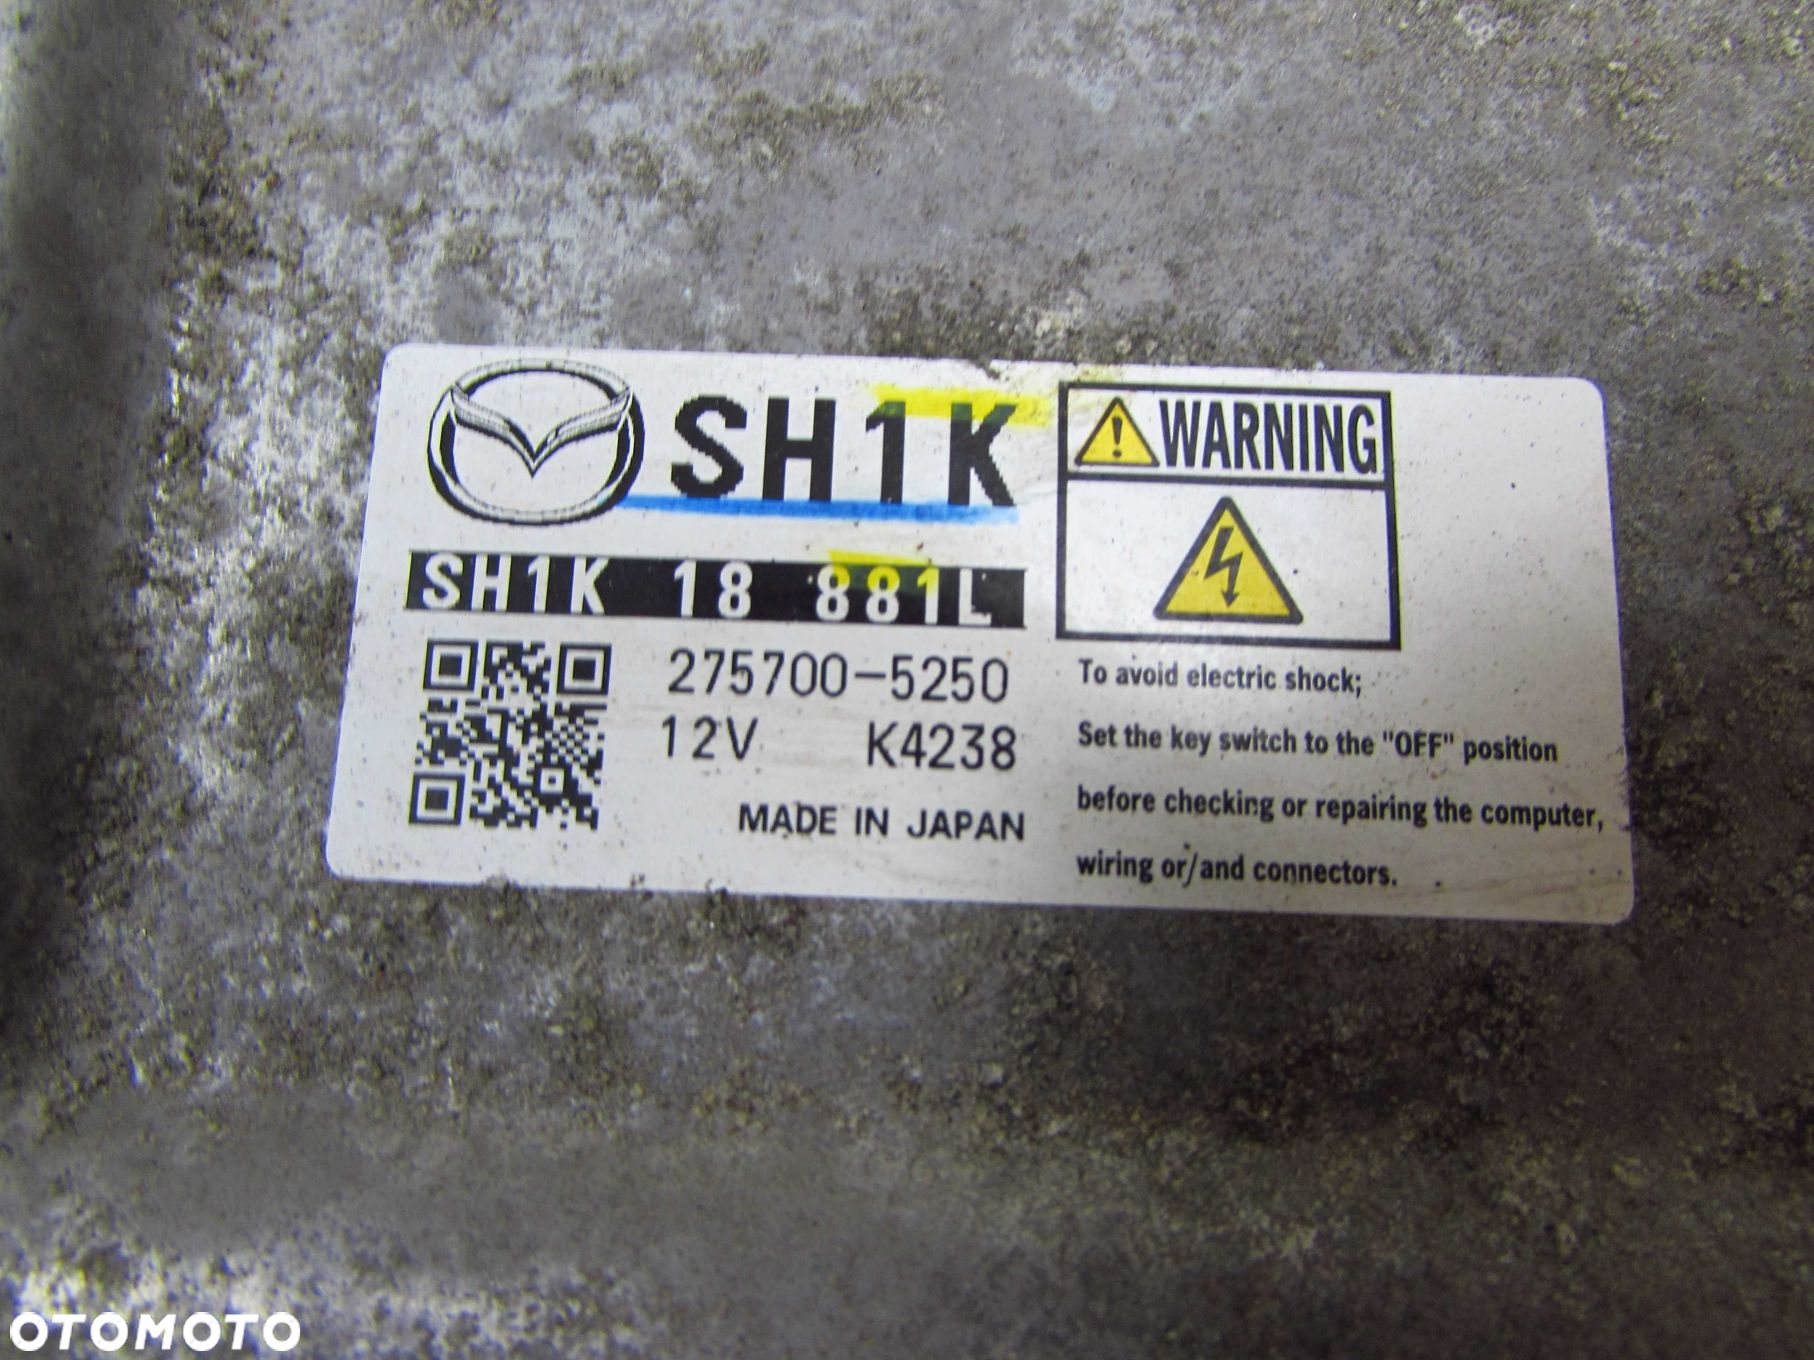 SH1K
SH1K 18 881L
275700-5250
12V K4238
MADE IN JAPAN
WARNING
To avoid electric shock;
Set the key switch to the "OFF" position
before checking or repairing the computer,
wiring or/and connectors.
OTOMOTO